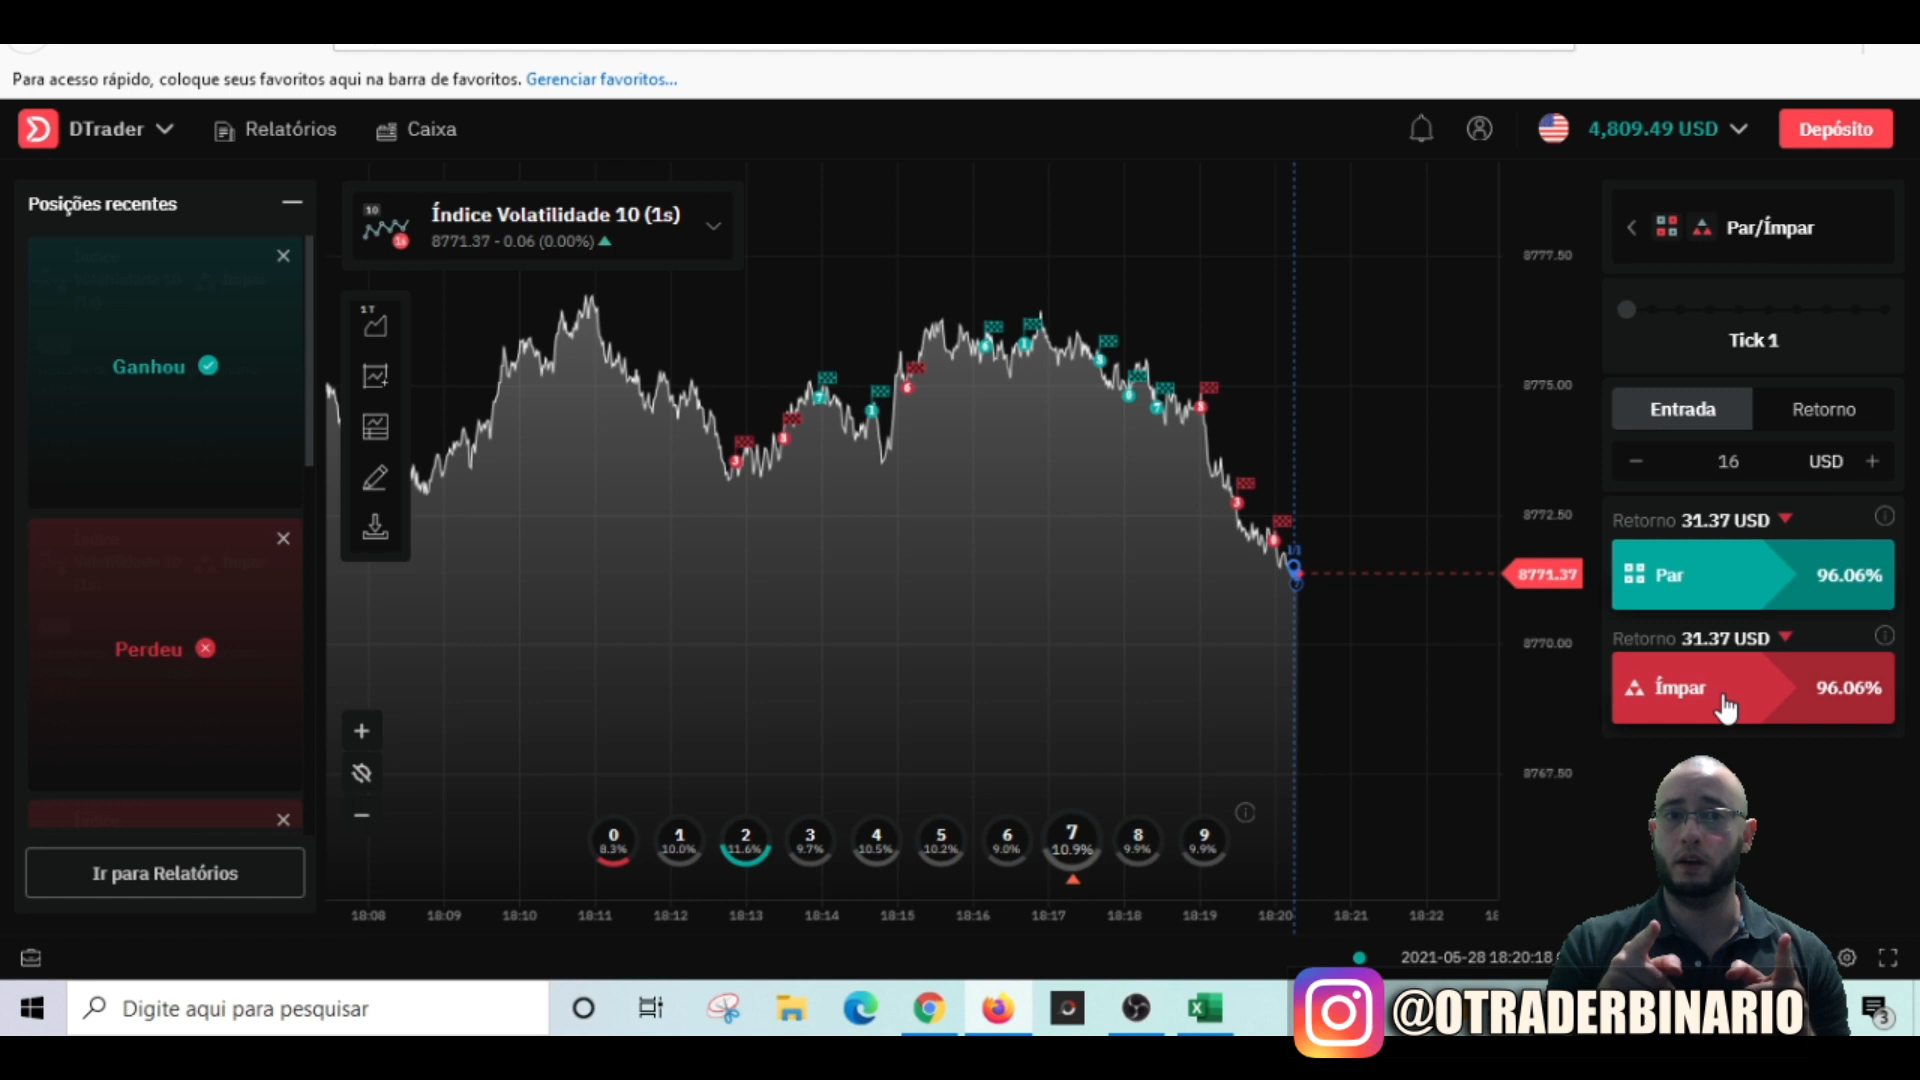 Para acesso rápido, coloque seus favoritos aqui na barra de favoritos. Gerenciar favoritos...
DTrader
Relatórios
Caixa
4,809.49 USD
Depósito
Posições recentes
Ganhou
Perdeu
Ir para Relatórios
10
1s
Índice Volatilidade 10 (1s)
8771.37 - 0.06 (0.00%)
1T
8777.50
8775.00
8772.50
8771.37
8770.00
8767.50
Par/Ímpar
Tick 1
Entrada
Retorno
16
USD
Retorno 31.37 USD
Par
96.06%
Retorno 31.37 USD
Ímpar
96.06%
0 1 2 3 4 5 6 7 8 9
8.3% 10.0% 11.6% 9.7% 10.5% 10.2% 9.0% 10.9% 9.9% 9.9%
18:08 18:09 18:10 18:11 18:12 18:13 18:14 18:15 18:16 18:17 18:18 18:19 18:20 18:21 18:22
2021-05-28 18:20:18
Digite aqui para pesquisar
@OTRADERBINARIO
3